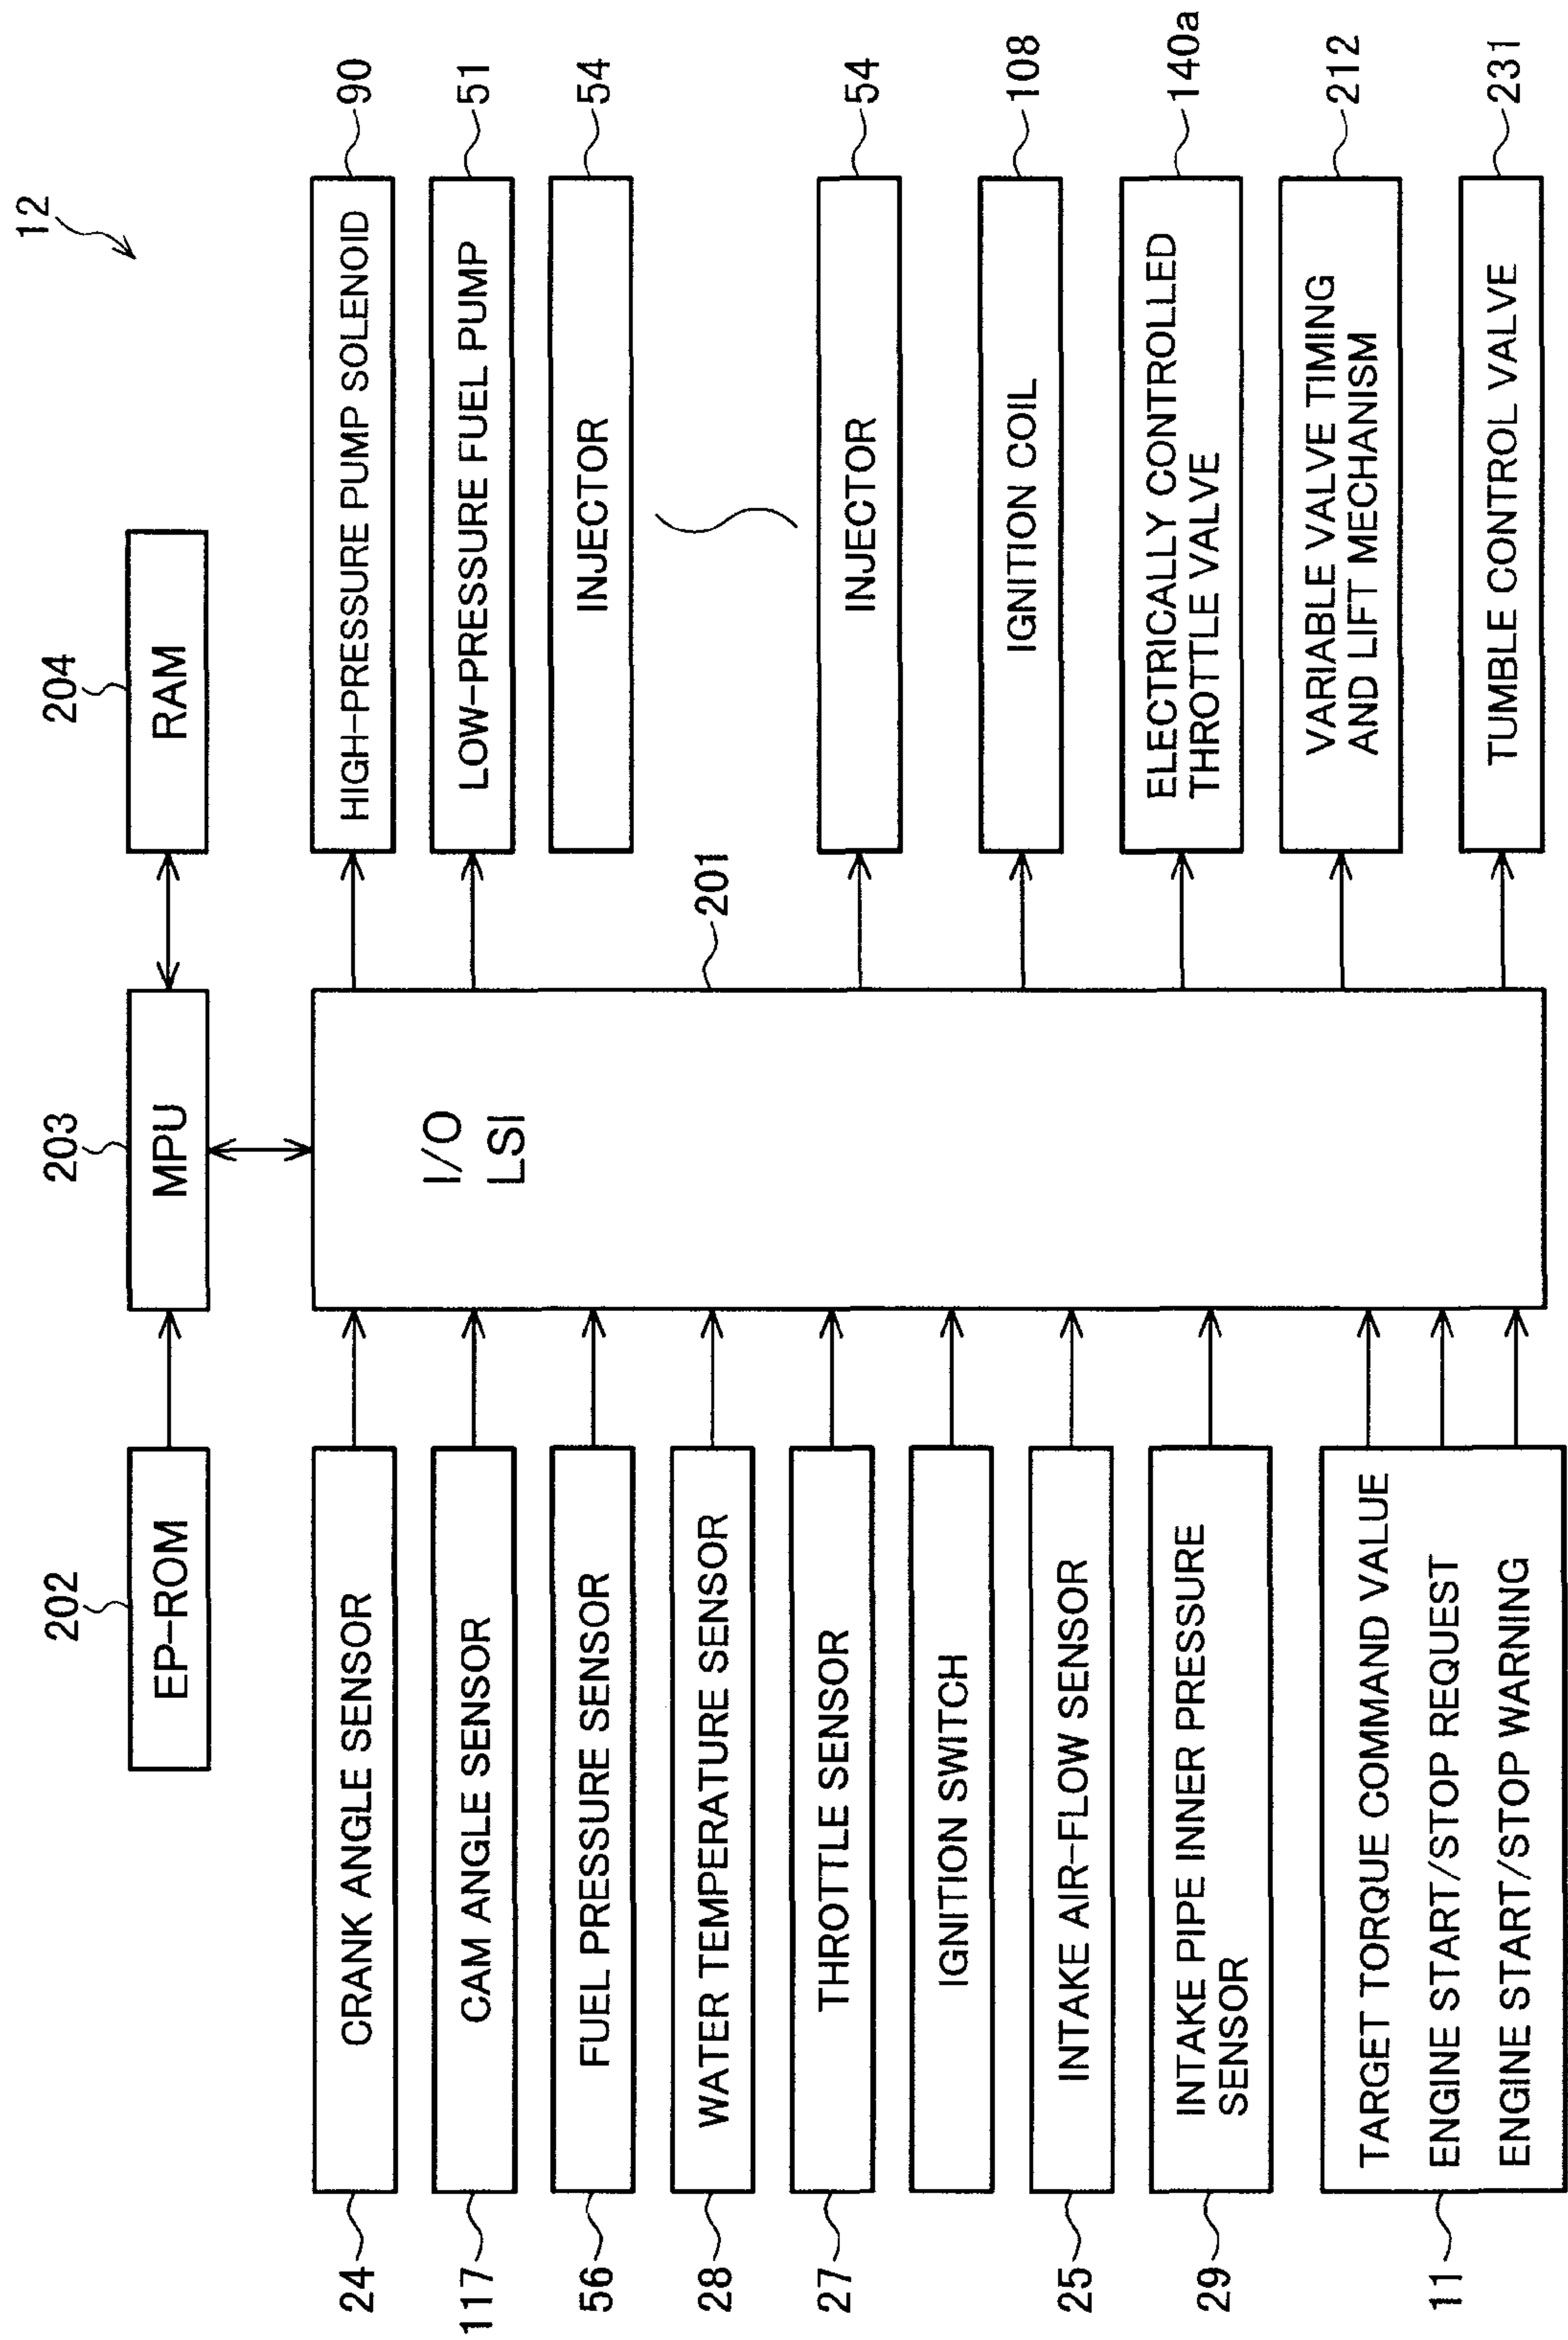 12
202
EP-ROM
203
MPU
204
RAM
24
CRANK ANGLE SENSOR
117
CAM ANGLE SENSOR
56
FUEL PRESSURE SENSOR
28
WATER TEMPERATURE SENSOR
27
THROTTLE SENSOR
IGNITION SWITCH
25
INTAKE AIR-FLOW SENSOR
29
INTAKE PIPE INNER PRESSURE
SENSOR
11
TARGET TORQUE COMMAND VALUE
ENGINE START/STOP REQUEST
ENGINE START/STOP WARNING
I/O
LSI
201
HIGH-PRESSURE PUMP SOLENOID
90
LOW-PRESSURE FUEL PUMP
51
INJECTOR
54
INJECTOR
54
IGNITION COIL
108
ELECTRICALLY CONTROLLED
THROTTLE VALVE
140a
VARIABLE VALVE TIMING
AND LIFT MECHANISM
212
TUMBLE CONTROL VALVE
231